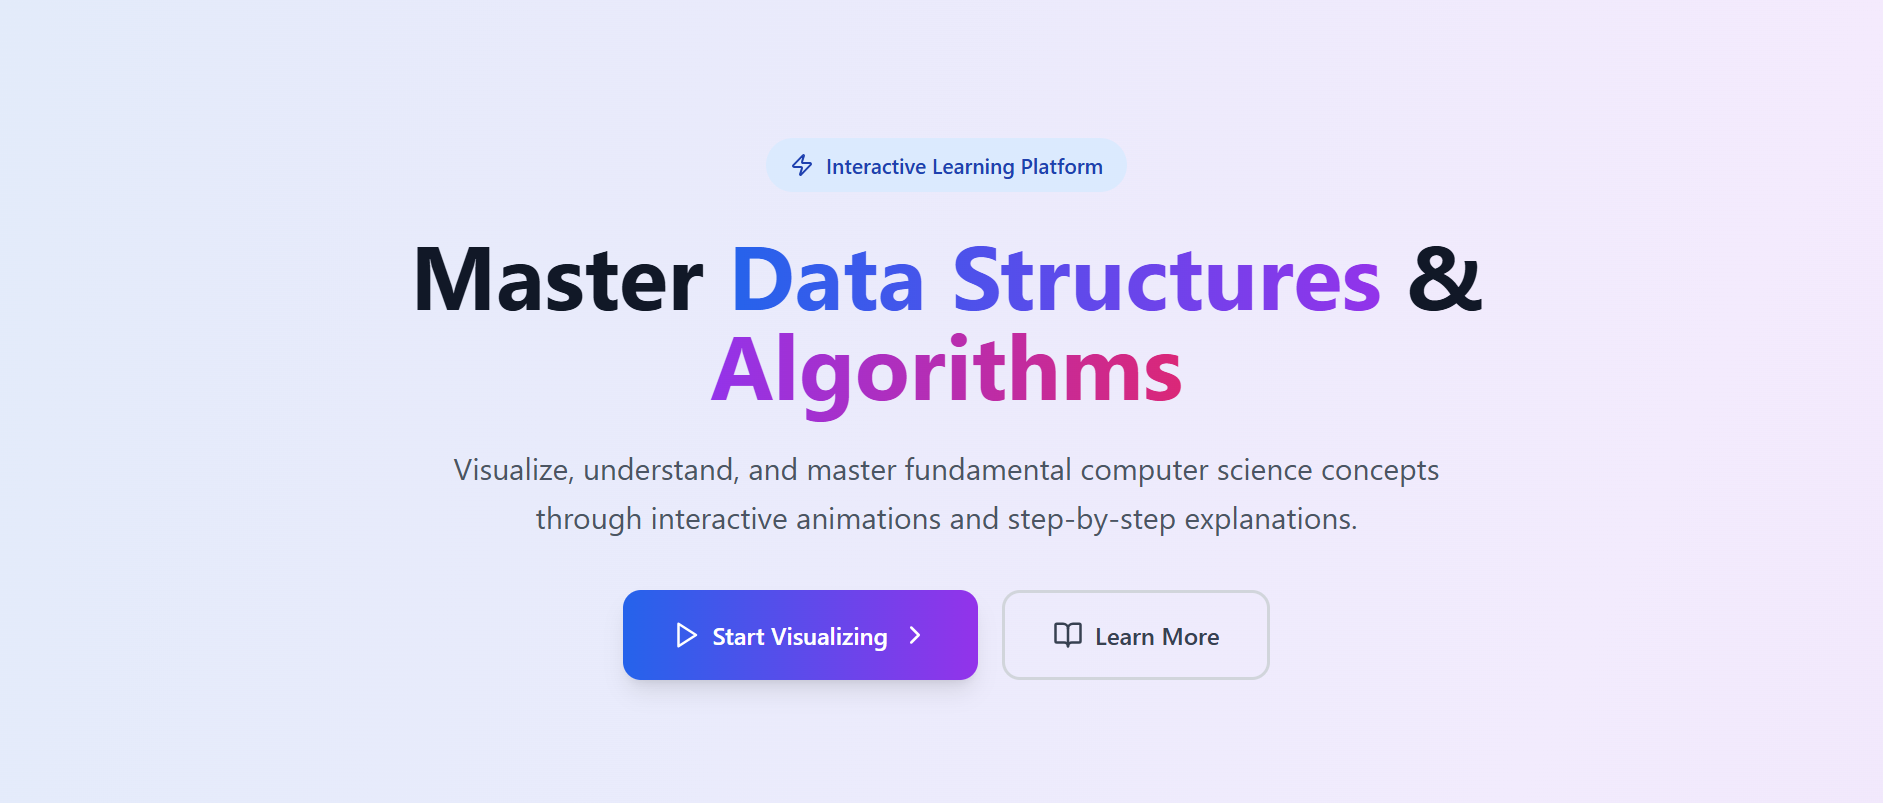 Interactive Learning Platform
Master Data Structures &
Algorithms
Visualize, understand, and master fundamental computer science concepts
through interactive animations and step-by-step explanations.
Start Visualizing
Learn More